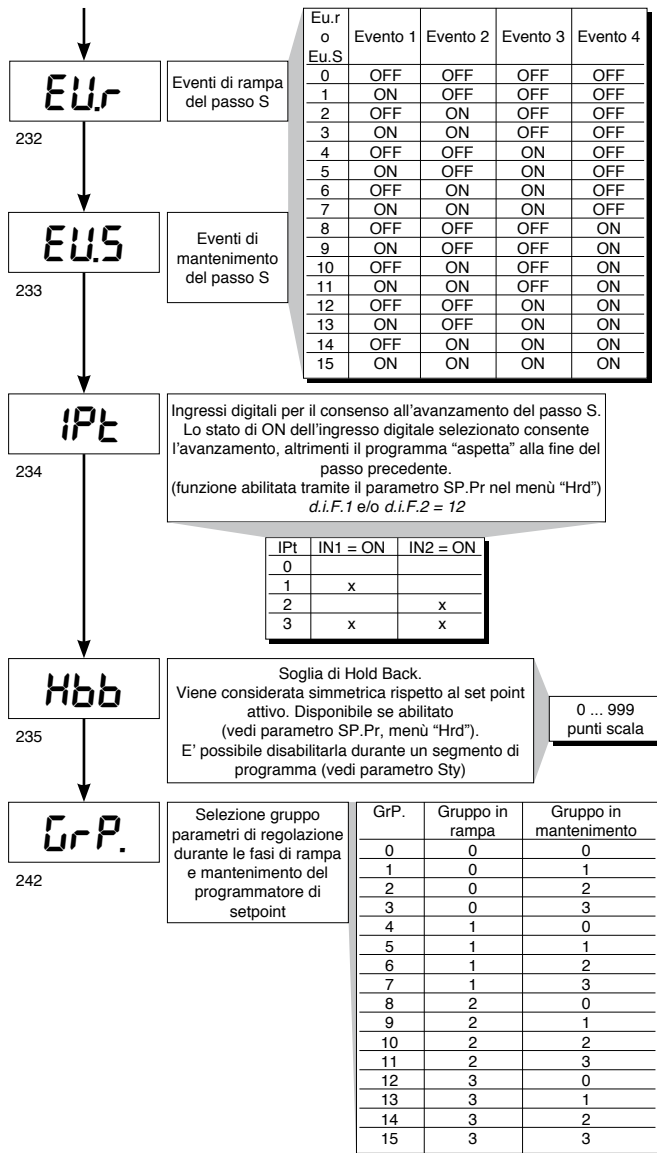 Eu.r
o
Eu.S
Evento 1 Evento 2 Evento 3 Evento 4
0 OFF OFF OFF OFF
1 ON OFF OFF OFF
2 OFF ON OFF OFF
3 ON ON OFF OFF
4 OFF OFF ON OFF
5 ON OFF ON OFF
6 OFF ON ON OFF
7 ON ON ON OFF
8 OFF OFF OFF ON
9 ON OFF OFF ON
10 OFF ON OFF ON
11 ON ON OFF ON
12 OFF OFF ON ON
13 ON OFF ON ON
14 OFF ON ON ON
15 ON ON ON ON
EU.r
232
Eventi di rampa
del passo S
EU.S
233
Eventi di
mantenimento
del passo S
IPt
234
Ingressi digitali per il consenso all'avanzamento del passo S.
Lo stato di ON dell'ingresso digitale selezionato consente
l'avanzamento, altrimenti il programma “aspetta” alla fine del
passo precedente.
(funzione abilitata tramite il parametro SP.Pr nel menù “Hrd”)
d.i.F.1 e/o d.i.F.2 = 12
IPt IN1 = ON IN2 = ON
0
1 x
2 x
3 x x
Hbb
235
Soglia di Hold Back.
Viene considerata simmetrica rispetto al set point
attivo. Disponibile se abilitato
(vedi parametro SP.Pr, menù “Hrd”).
E' possibile disabilitarla durante un segmento di
programma (vedi parametro Sty)
0 ... 999
punti scala
GrP.
242
Selezione gruppo
parametri di regolazione
durante le fasi di rampa
e mantenimento del
programmatore di
setpoint
GrP. Gruppo in Gruppo in
rampa mantenimento
0 0 0
1 0 1
2 0 2
3 0 3
4 1 0
5 1 1
6 1 2
7 1 3
8 2 0
9 2 1
10 2 2
11 2 3
12 3 0
13 3 1
14 3 2
15 3 3